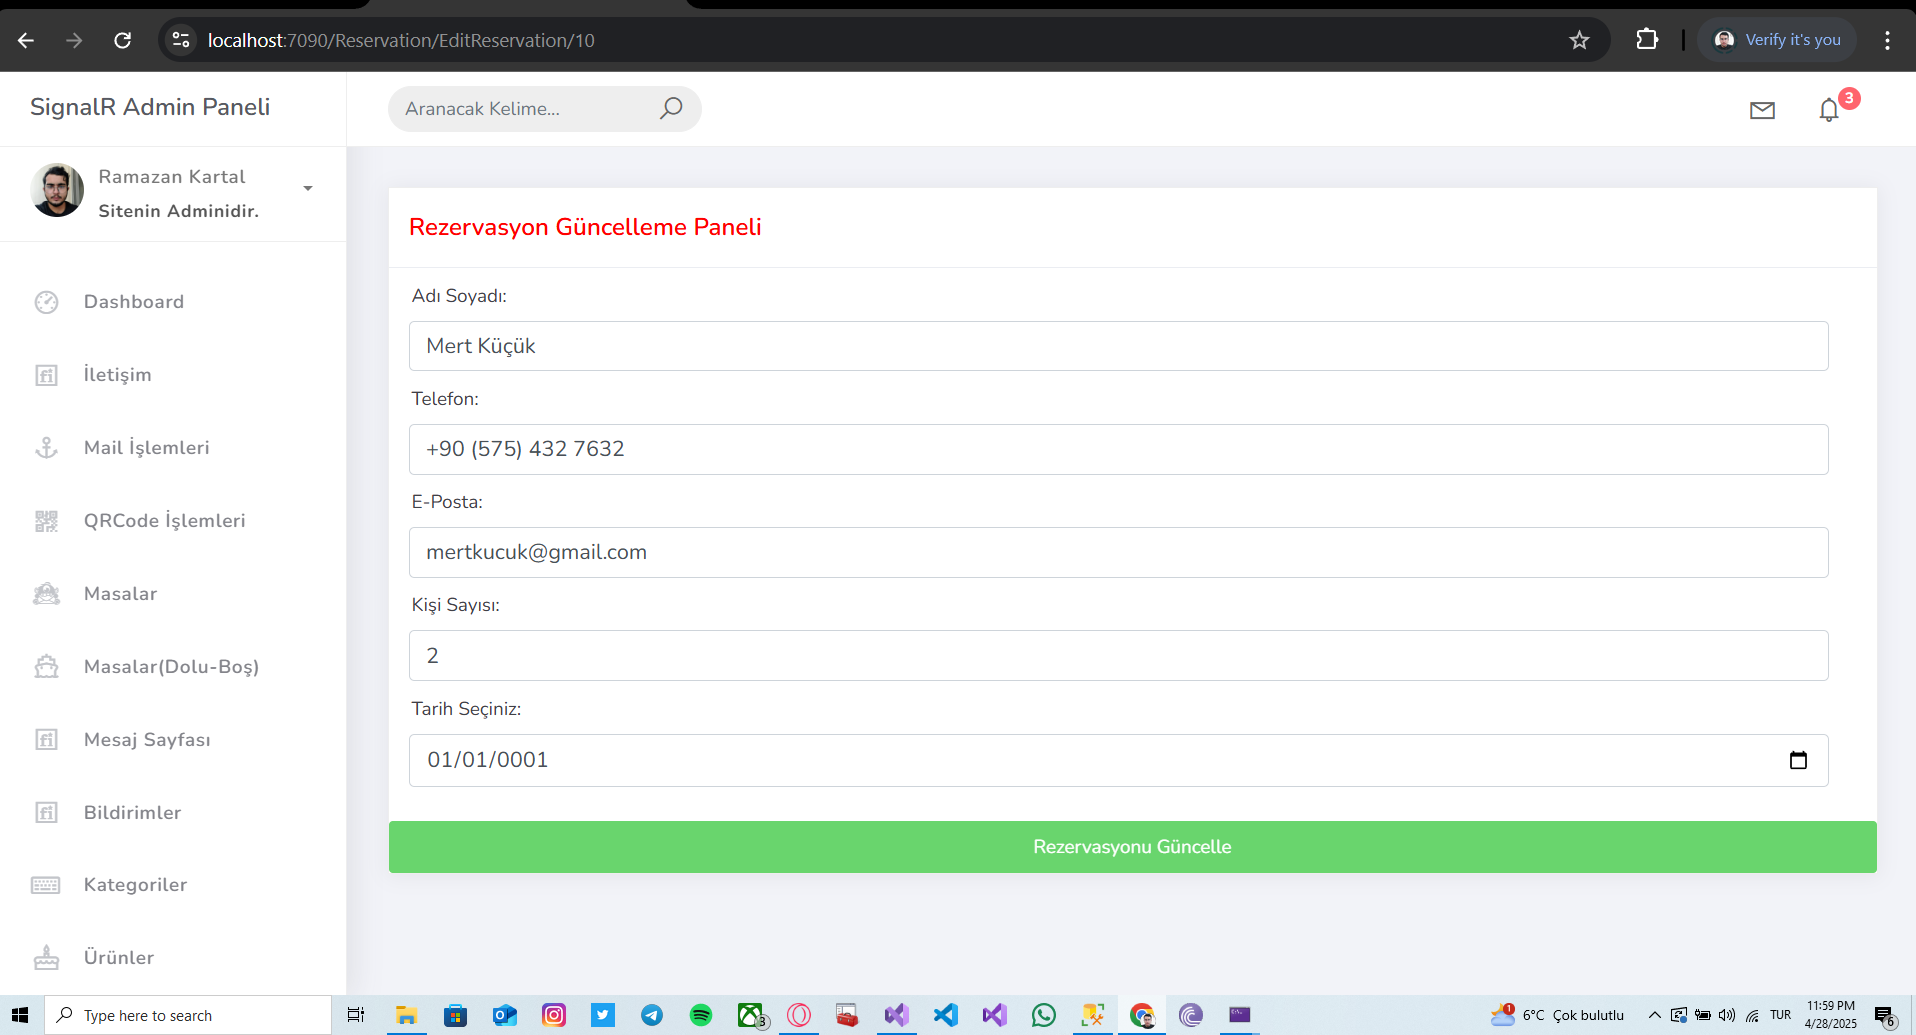 localhost:7090/Reservation/EditReservation/10
Verify it's you
SignalR Admin Paneli
Aranacak Kelime...
3
Ramazan Kartal
Sitenin Adminidir.
Dashboard
İletişim
Mail İşlemleri
QRCode İşlemleri
Masalar
Masalar(Dolu-Boş)
Mesaj Sayfası
Bildirimler
Kategoriler
Ürünler
Rezervasyon Güncelleme Paneli
Adı Soyadı:
Mert Küçük
Telefon:
+90 (575) 432 7632
E-Posta:
mertkucuk@gmail.com
Kişi Sayısı:
2
Tarih Seçiniz:
01/01/0001
Rezervasyonu Güncelle
Type here to search
3
1
6°C Çok bulutlu
TUR
11:59 PM
4/28/2025
6